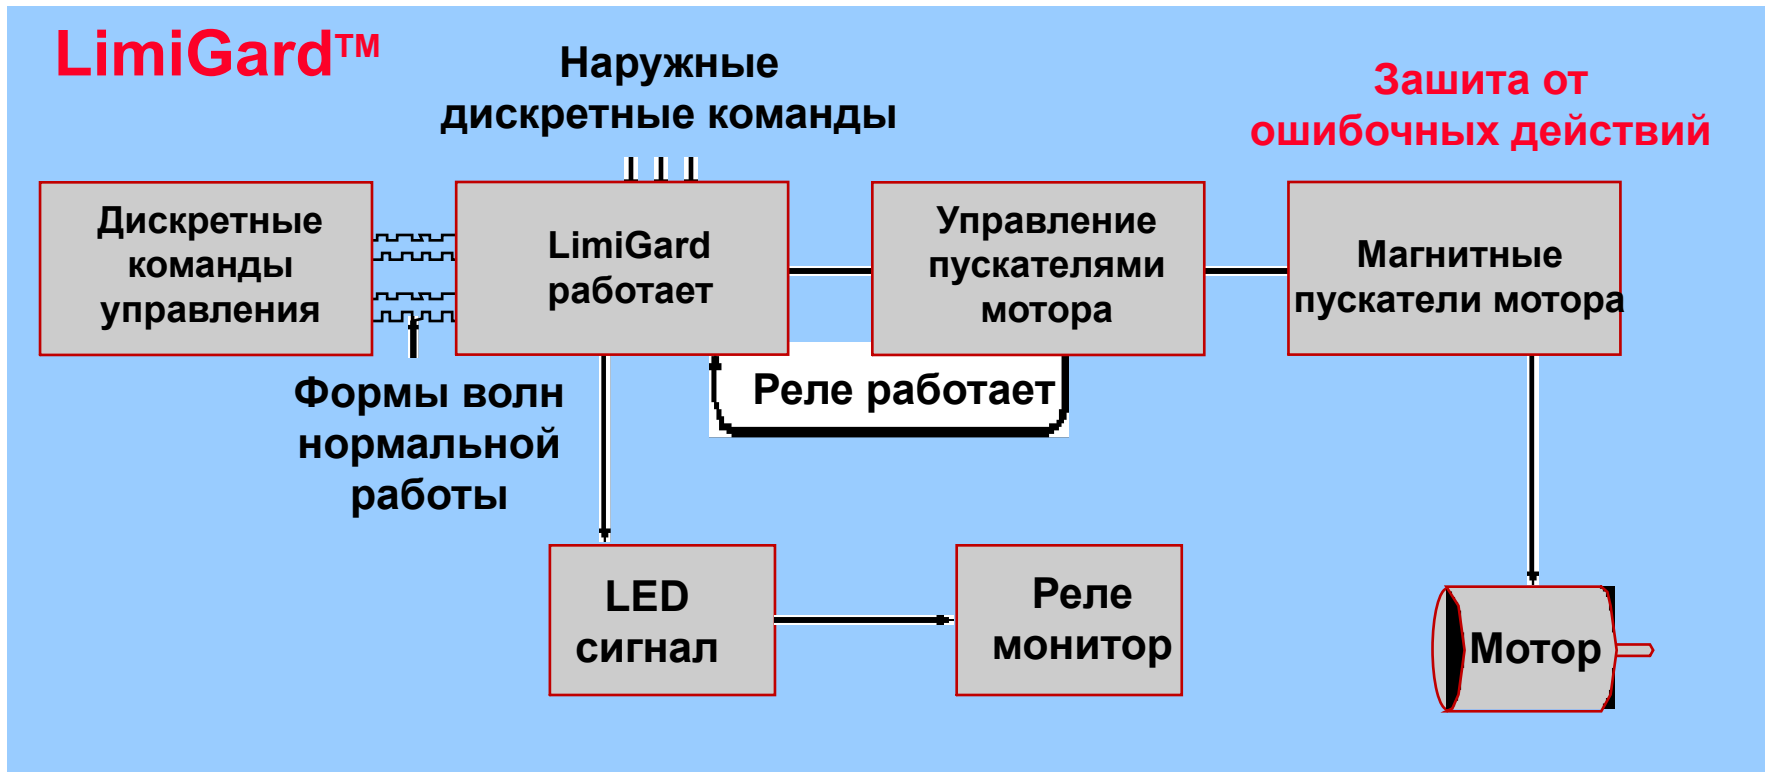 LimiGard™
Наружные
дискретные команды
Зашита от
ошибочных действий
Дискретные
команды
управления
LimiGard
работает
Управление
пускателями
мотора
Магнитные
пускатели мотора
Формы волн
нормальной
работы
Реле работает
LED
сигнал
Реле
монитор
Мотор